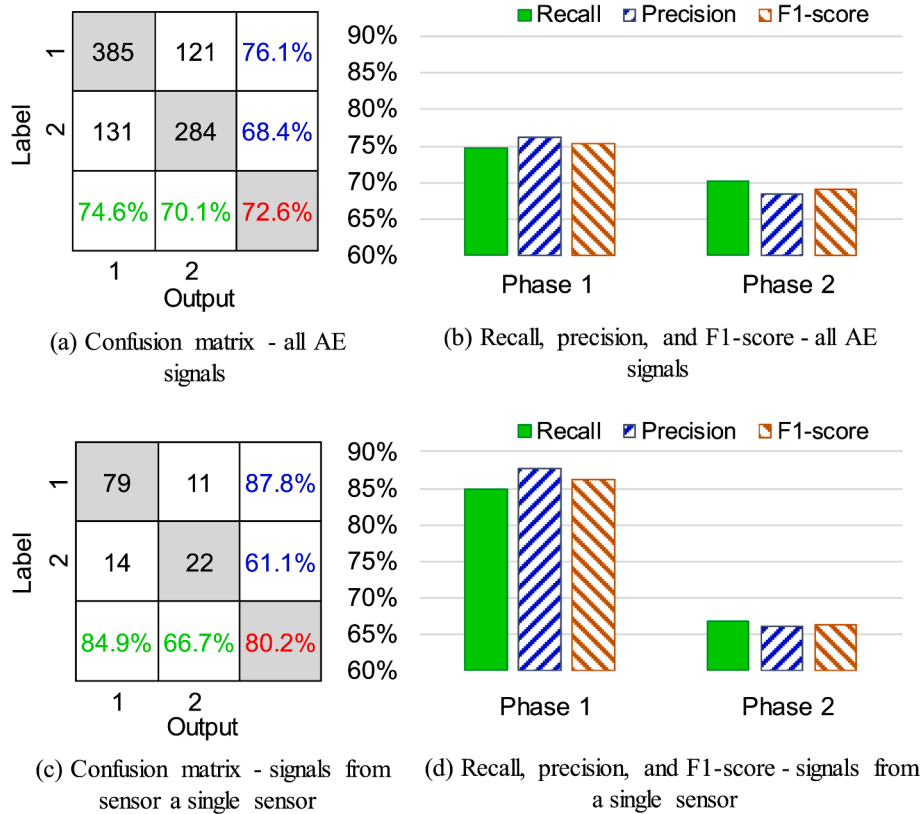 Label
1
385 121 76.1%
2
131 284 68.4%
74.6% 70.1% 72.6%
1 2
Output
(a) Confusion matrix - all AE
signals
Recall Precision F1-score
90%
85%
80%
75%
70%
65%
60%
Phase 1 Phase 2
(b) Recall, precision, and F1-score - all AE
signals
Label
1
79 11 87.8%
2
14 22 61.1%
84.9% 66.7% 80.2%
1 2
Output
(c) Confusion matrix - signals from
sensor a single sensor
Recall Precision F1-score
90%
85%
80%
75%
70%
65%
60%
Phase 1 Phase 2
(d) Recall, precision, and F1-score - signals from
a single sensor